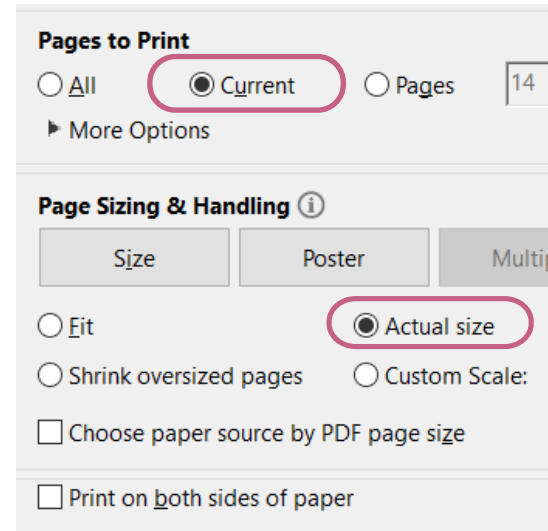 Pages to Print
All Current Pages 14
More Options
Page Sizing & Handling
Size Poster Multip
Fit Actual size
Shrink oversized pages Custom Scale:
Choose paper source by PDF page size
Print on both sides of paper